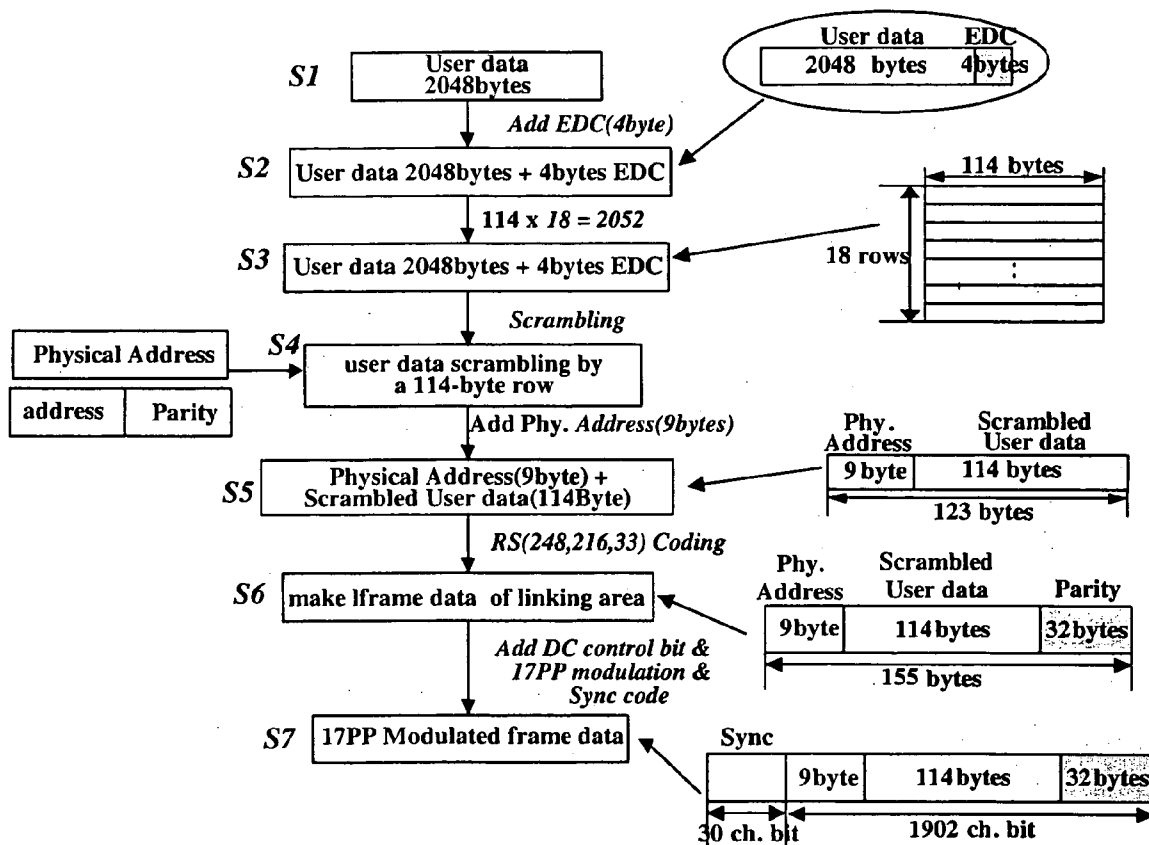 S1
User data
2048bytes
User data EDC
2048 bytes 4bytes
Add EDC(4byte)
S2
User data 2048bytes + 4bytes EDC
114 x 18 = 2052
114 bytes
18 rows
S3
User data 2048bytes + 4bytes EDC
Scrambling
S4
Physical Address
address Parity
user data scrambling by
a 114-byte row
Add Phy. Address(9bytes)
Phy.
Address
Scrambled
User data
9 byte 114 bytes
123 bytes
S5
Physical Address(9byte) +
Scrambled User data(114Byte)
RS(248,216,33) Coding
S6
make 1frame data of linking area
Phy.
Address
Scrambled
User data
Parity
9byte 114bytes 32bytes
155 bytes
Add DC control bit &
17PP modulation &
Sync code
S7
17PP Modulated frame data
Sync
9byte 114bytes 32bytes
30 ch. bit 1902 ch. bit